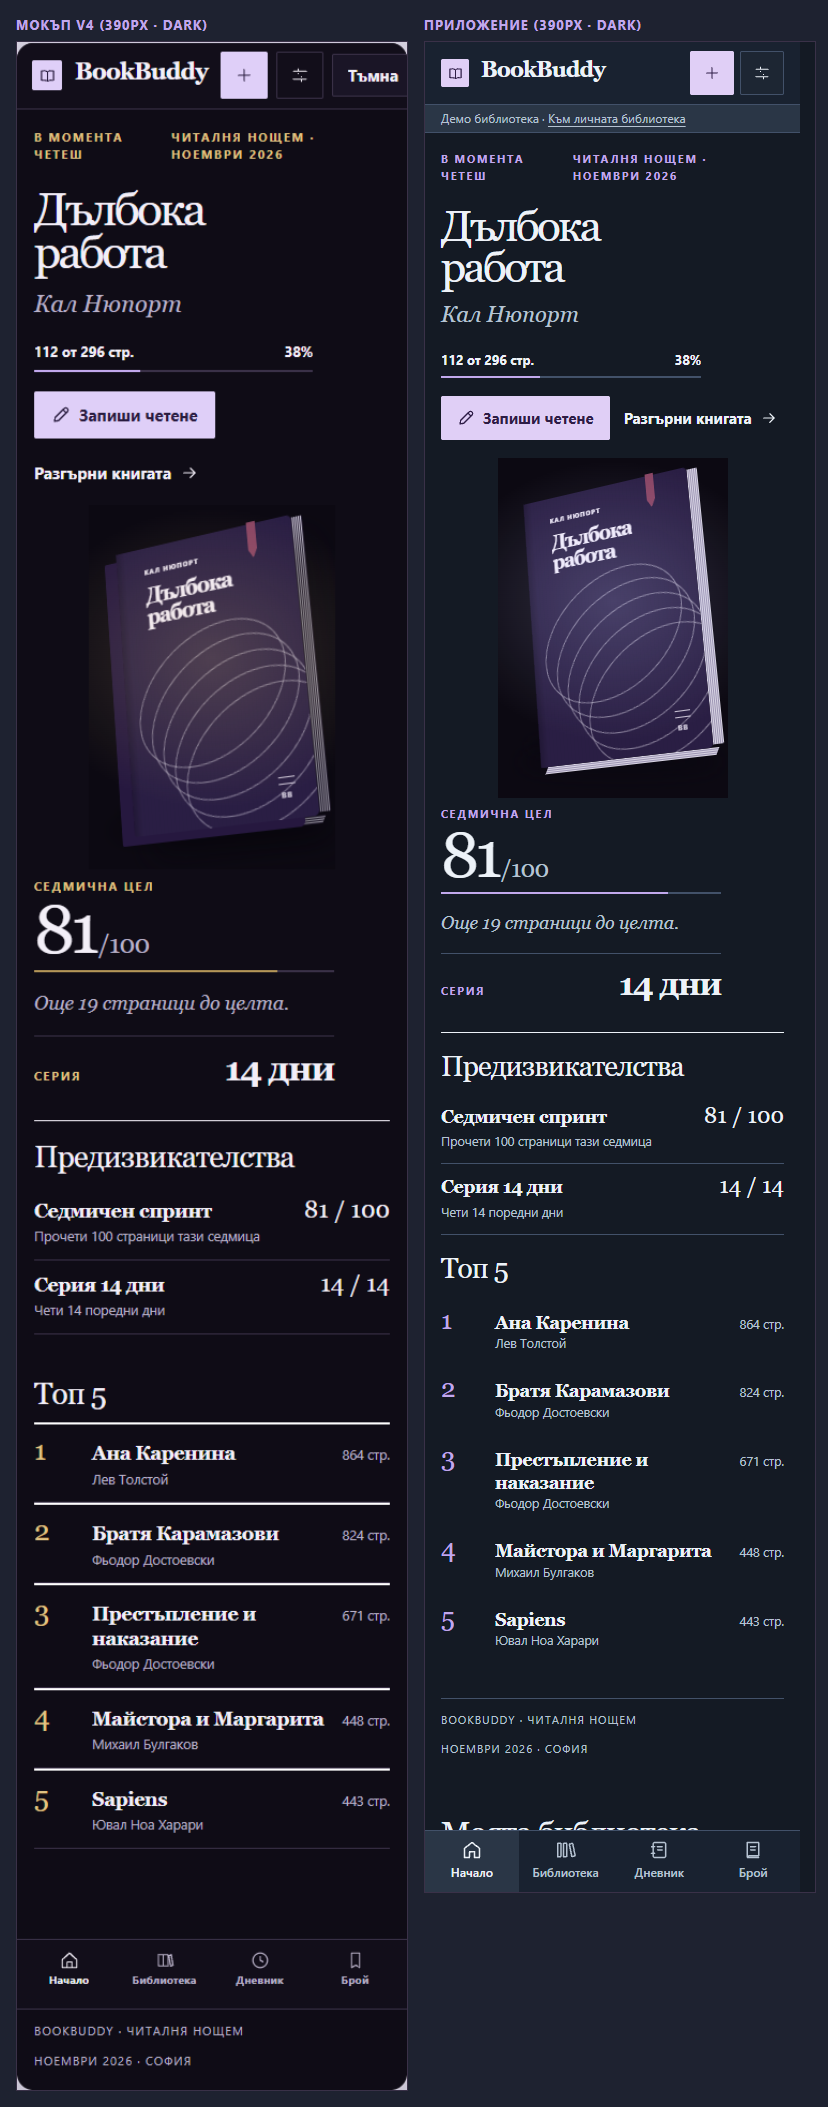 МОКЪП V4 (390PX · DARK)
BookBuddy
Тъмна
В МОМЕНТА
ЧЕТЕШ
ЧИТАЛНЯ НОЩЕМ ·
НОЕМВРИ 2026
Дълбока
работа
Кал Нюпорт
112 от 296 стр.
38%
Запиши четене
Разгърни книгата →
КАЛ НЮПОРТ
Дълбока
работа
BB
СЕДМИЧНА ЦЕЛ
81/100
Още 19 страници до целта.
СЕРИЯ
14 дни
Предизвикателства
Седмичен спринт
81 / 100
Прочети 100 страници тази седмица
Серия 14 дни
14 / 14
Чети 14 поредни дни
Топ 5
1
Ана Каренина
864 стр.
Лев Толстой
2
Братя Карамазови
824 стр.
Фьодор Достоевски
3
Престъпление и
наказание
671 стр.
Фьодор Достоевски
4
Майстора и Маргарита
448 стр.
Михаил Булгаков
5
Sapiens
443 стр.
Ювал Ноа Харари
Начало
Библиотека
Дневник
Брой
BOOKBUDDY · ЧИТАЛНЯ НОЩЕМ
НОЕМВРИ 2026 · СОФИЯ
ПРИЛОЖЕНИЕ (390PX · DARK)
BookBuddy
Демо библиотека · Към личната библиотека
В МОМЕНТА
ЧЕТЕШ
ЧИТАЛНЯ НОЩЕМ ·
НОЕМВРИ 2026
Дълбока
работа
Кал Нюпорт
112 от 296 стр.
38%
Запиши четене
Разгърни книгата →
КАЛ НЮПОРТ
Дълбока
работа
BB
СЕДМИЧНА ЦЕЛ
81/100
Още 19 страници до целта.
СЕРИЯ
14 дни
Предизвикателства
Седмичен спринт
81 / 100
Прочети 100 страници тази седмица
Серия 14 дни
14 / 14
Чети 14 поредни дни
Топ 5
1
Ана Каренина
864 стр.
Лев Толстой
2
Братя Карамазови
824 стр.
Фьодор Достоевски
3
Престъпление и
наказание
671 стр.
Фьодор Достоевски
4
Майстора и Маргарита
448 стр.
Михаил Булгаков
5
Sapiens
443 стр.
Ювал Ноа Харари
BOOKBUDDY · ЧИТАЛНЯ НОЩЕМ
НОЕМВРИ 2026 · СОФИЯ
Моята библиотека
Начало
Библиотека
Дневник
Брой